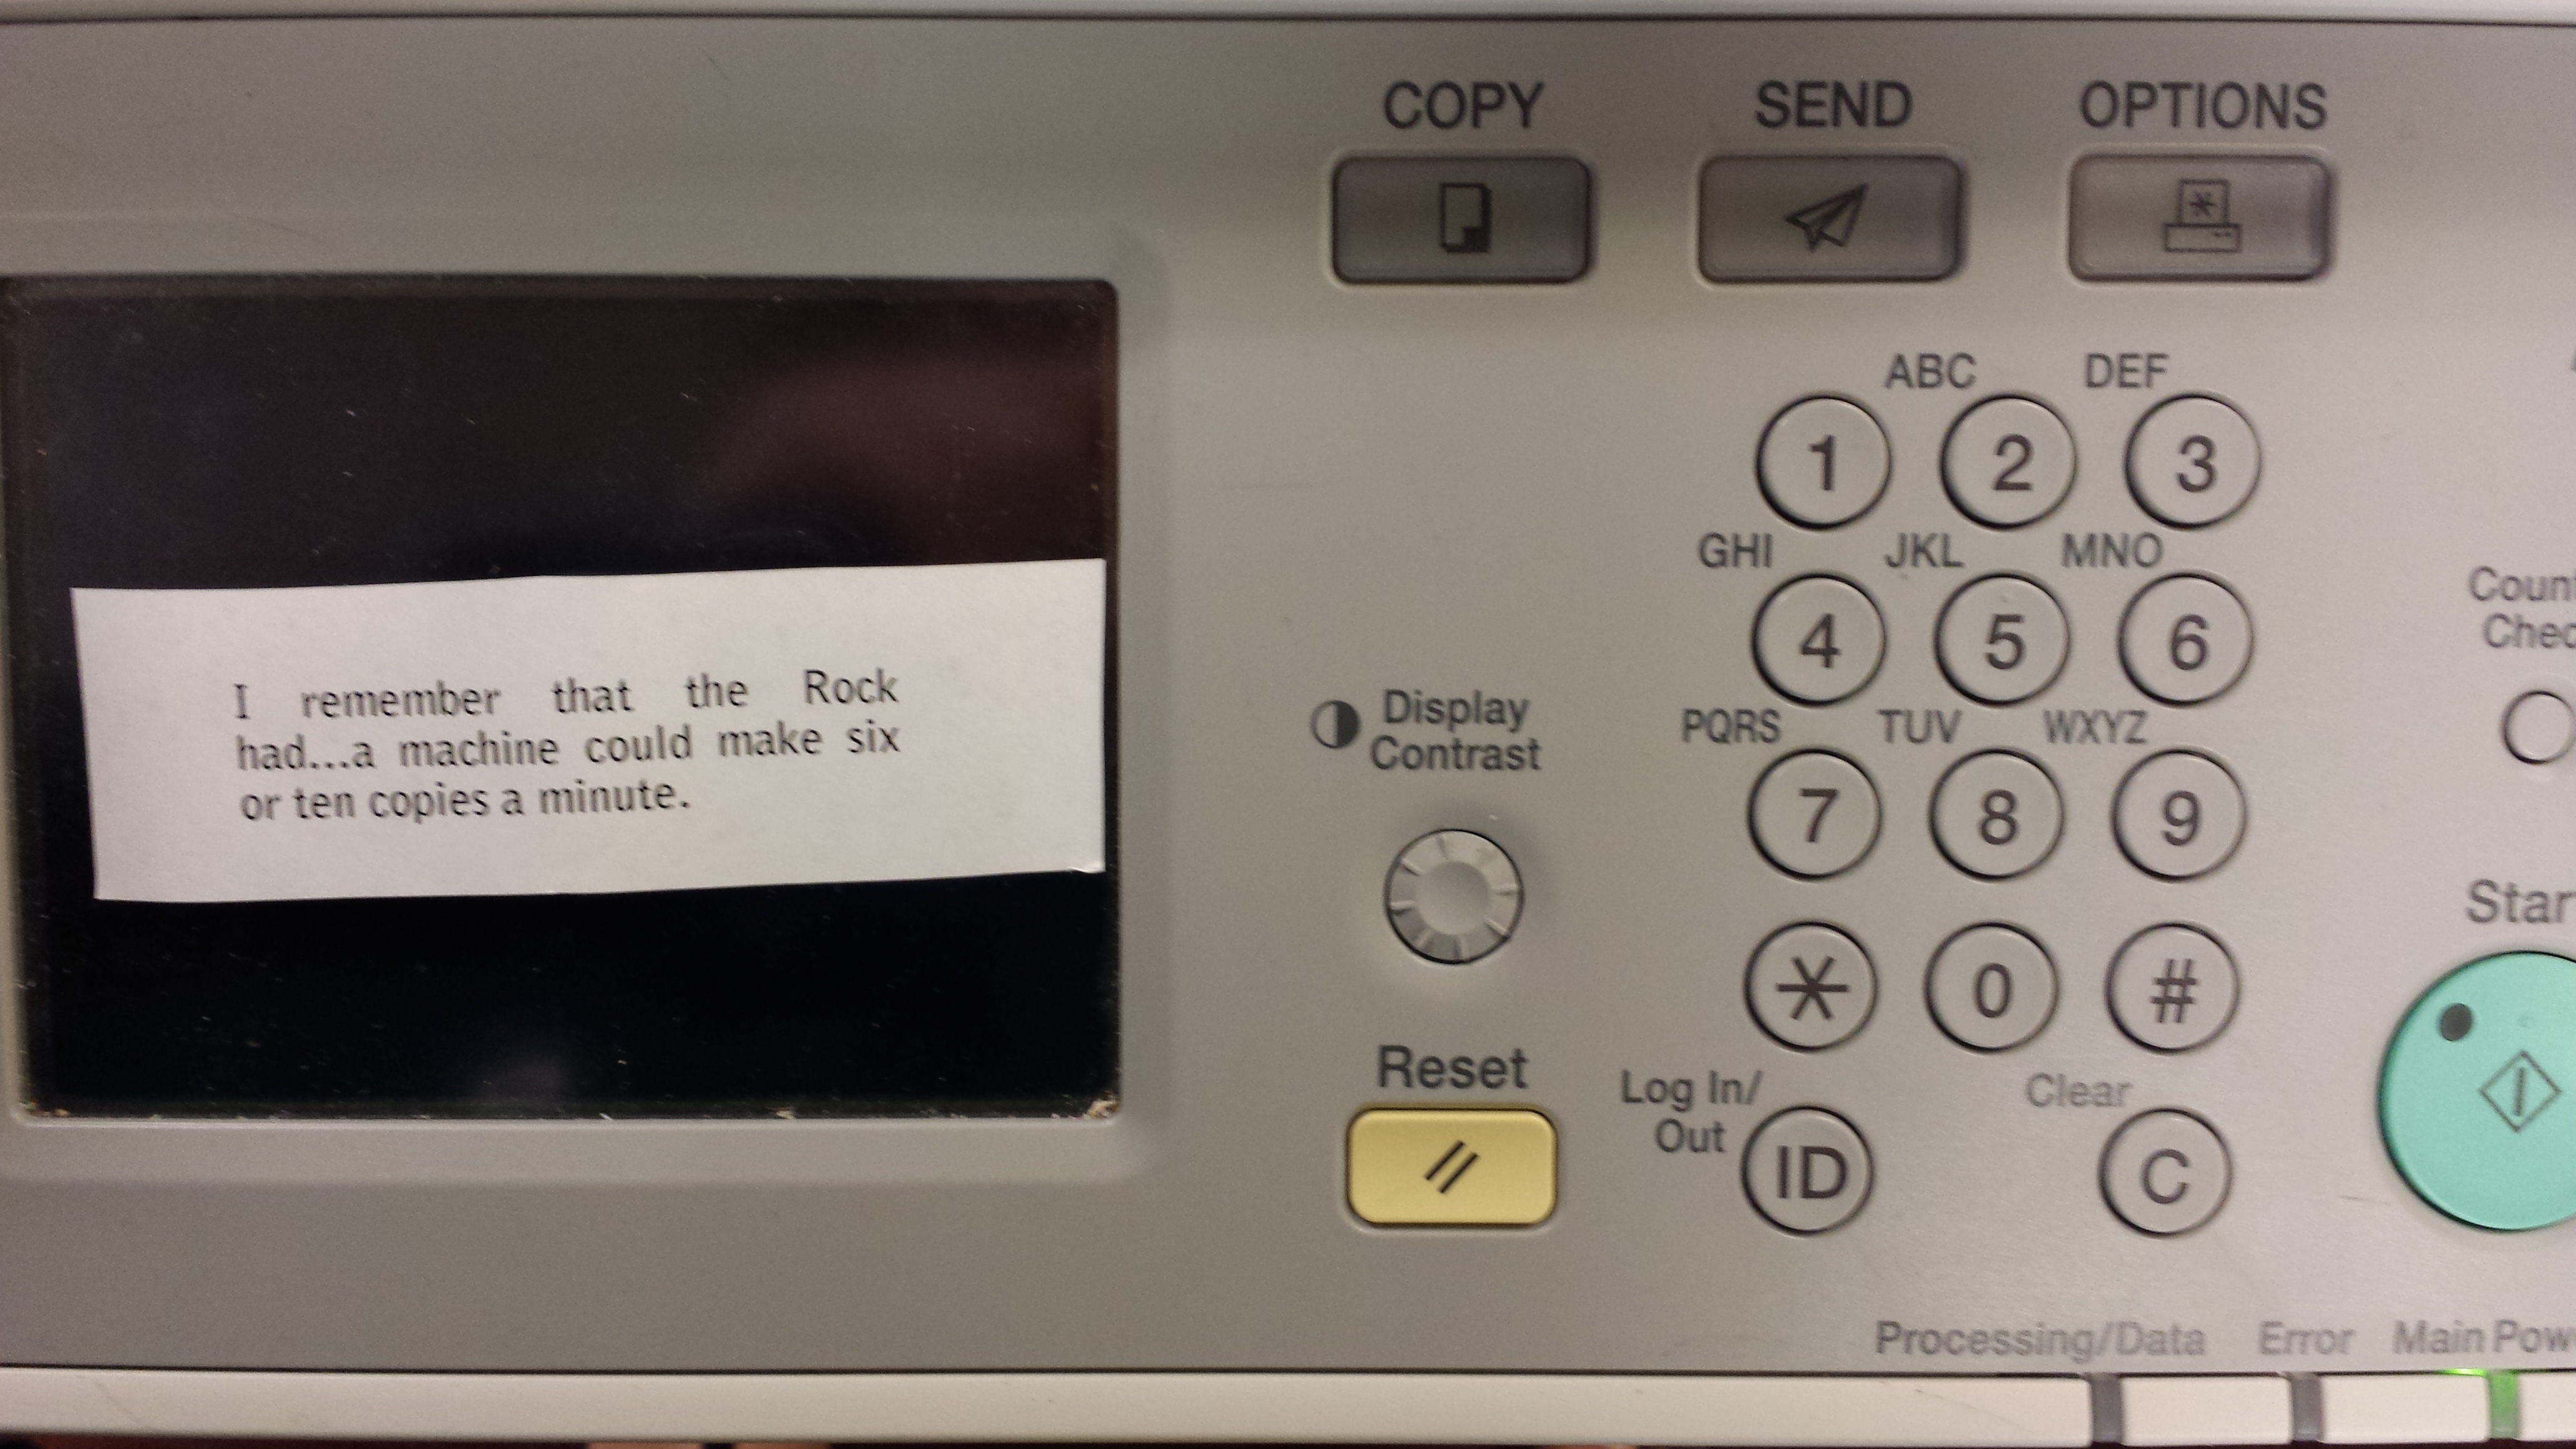 COPY SEND OPTIONS
I remember that the Rock
had...a machine could make six
or ten copies a minute.
ABC DEF
1 2 3
GHI JKL MNO
4 5 6
Display
Contrast
PQRS TUV WXYZ
7 8 9
* 0 #
Reset
Log In/
Out
ID
Clear
C
Processing/Data Error Main